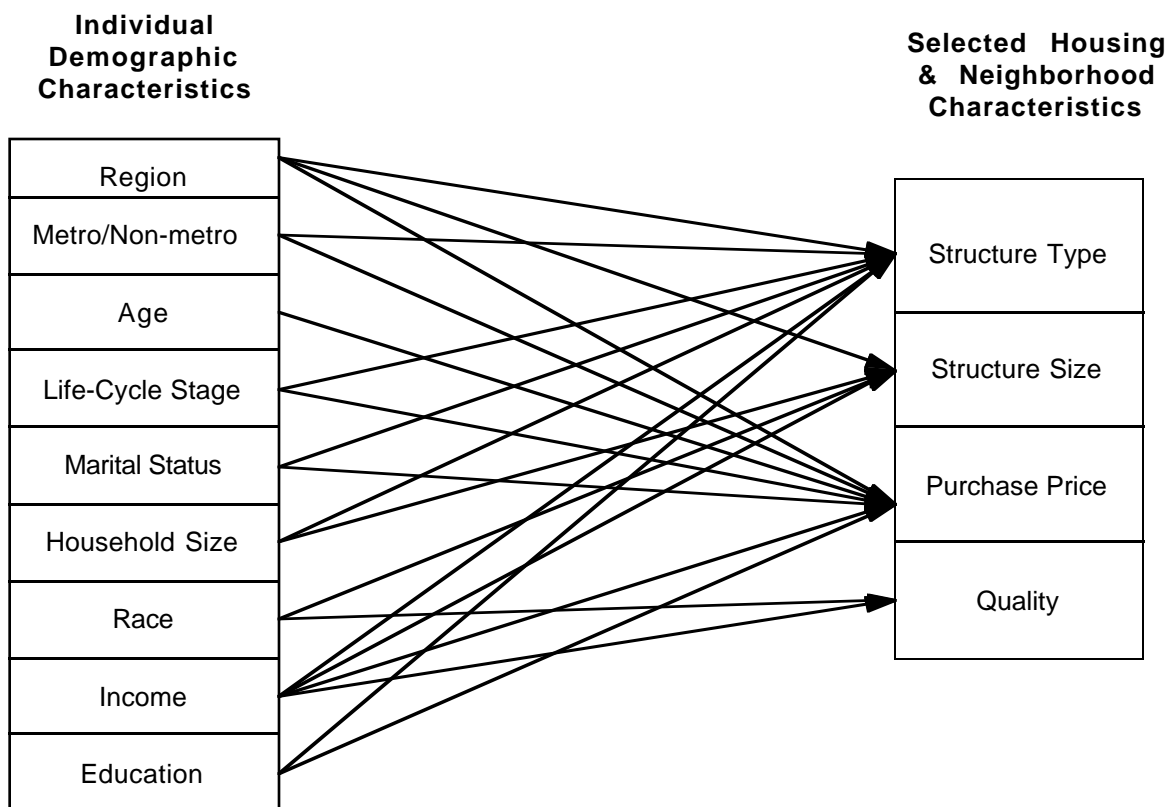 Individual
Demographic
Characteristics
Selected Housing
& Neighborhood
Characteristics
Region
Metro/Non-metro
Age
Life-Cycle Stage
Marital Status
Household Size
Race
Income
Education
Structure Type
Structure Size
Purchase Price
Quality